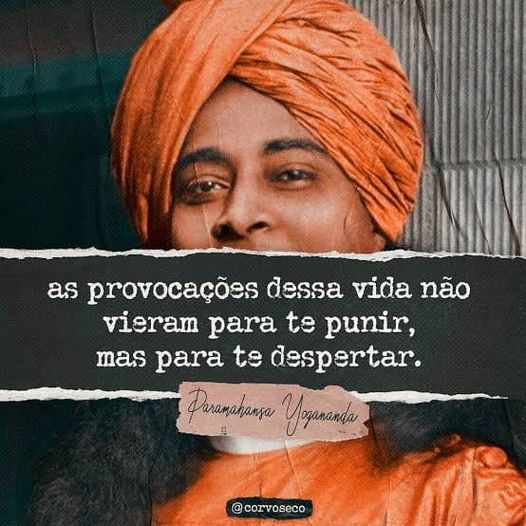 as provocações dessa vida não
vieram para te punir,
mas para te despertar.
Paramahansa Yogananda
@corvoseco